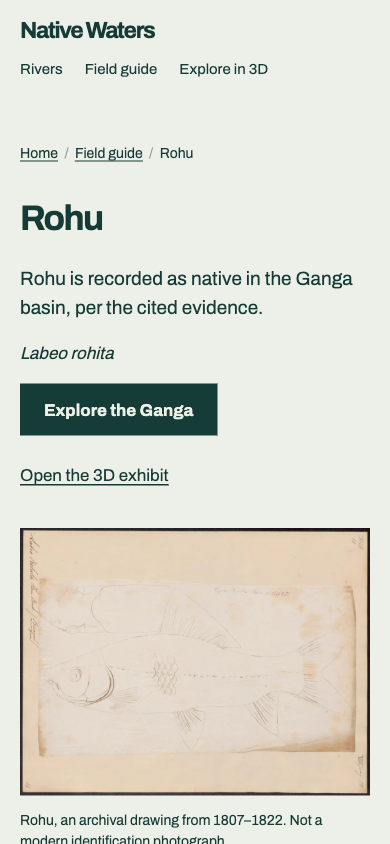 Native Waters
Rivers Field guide Explore in 3D
Home / Field guide / Rohu
Rohu
Rohu is recorded as native in the Ganga
basin, per the cited evidence.
Labeo rohita
Explore the Ganga
Open the 3D exhibit
Rohu, an archival drawing from 1807–1822. Not a
modern identification photograph.